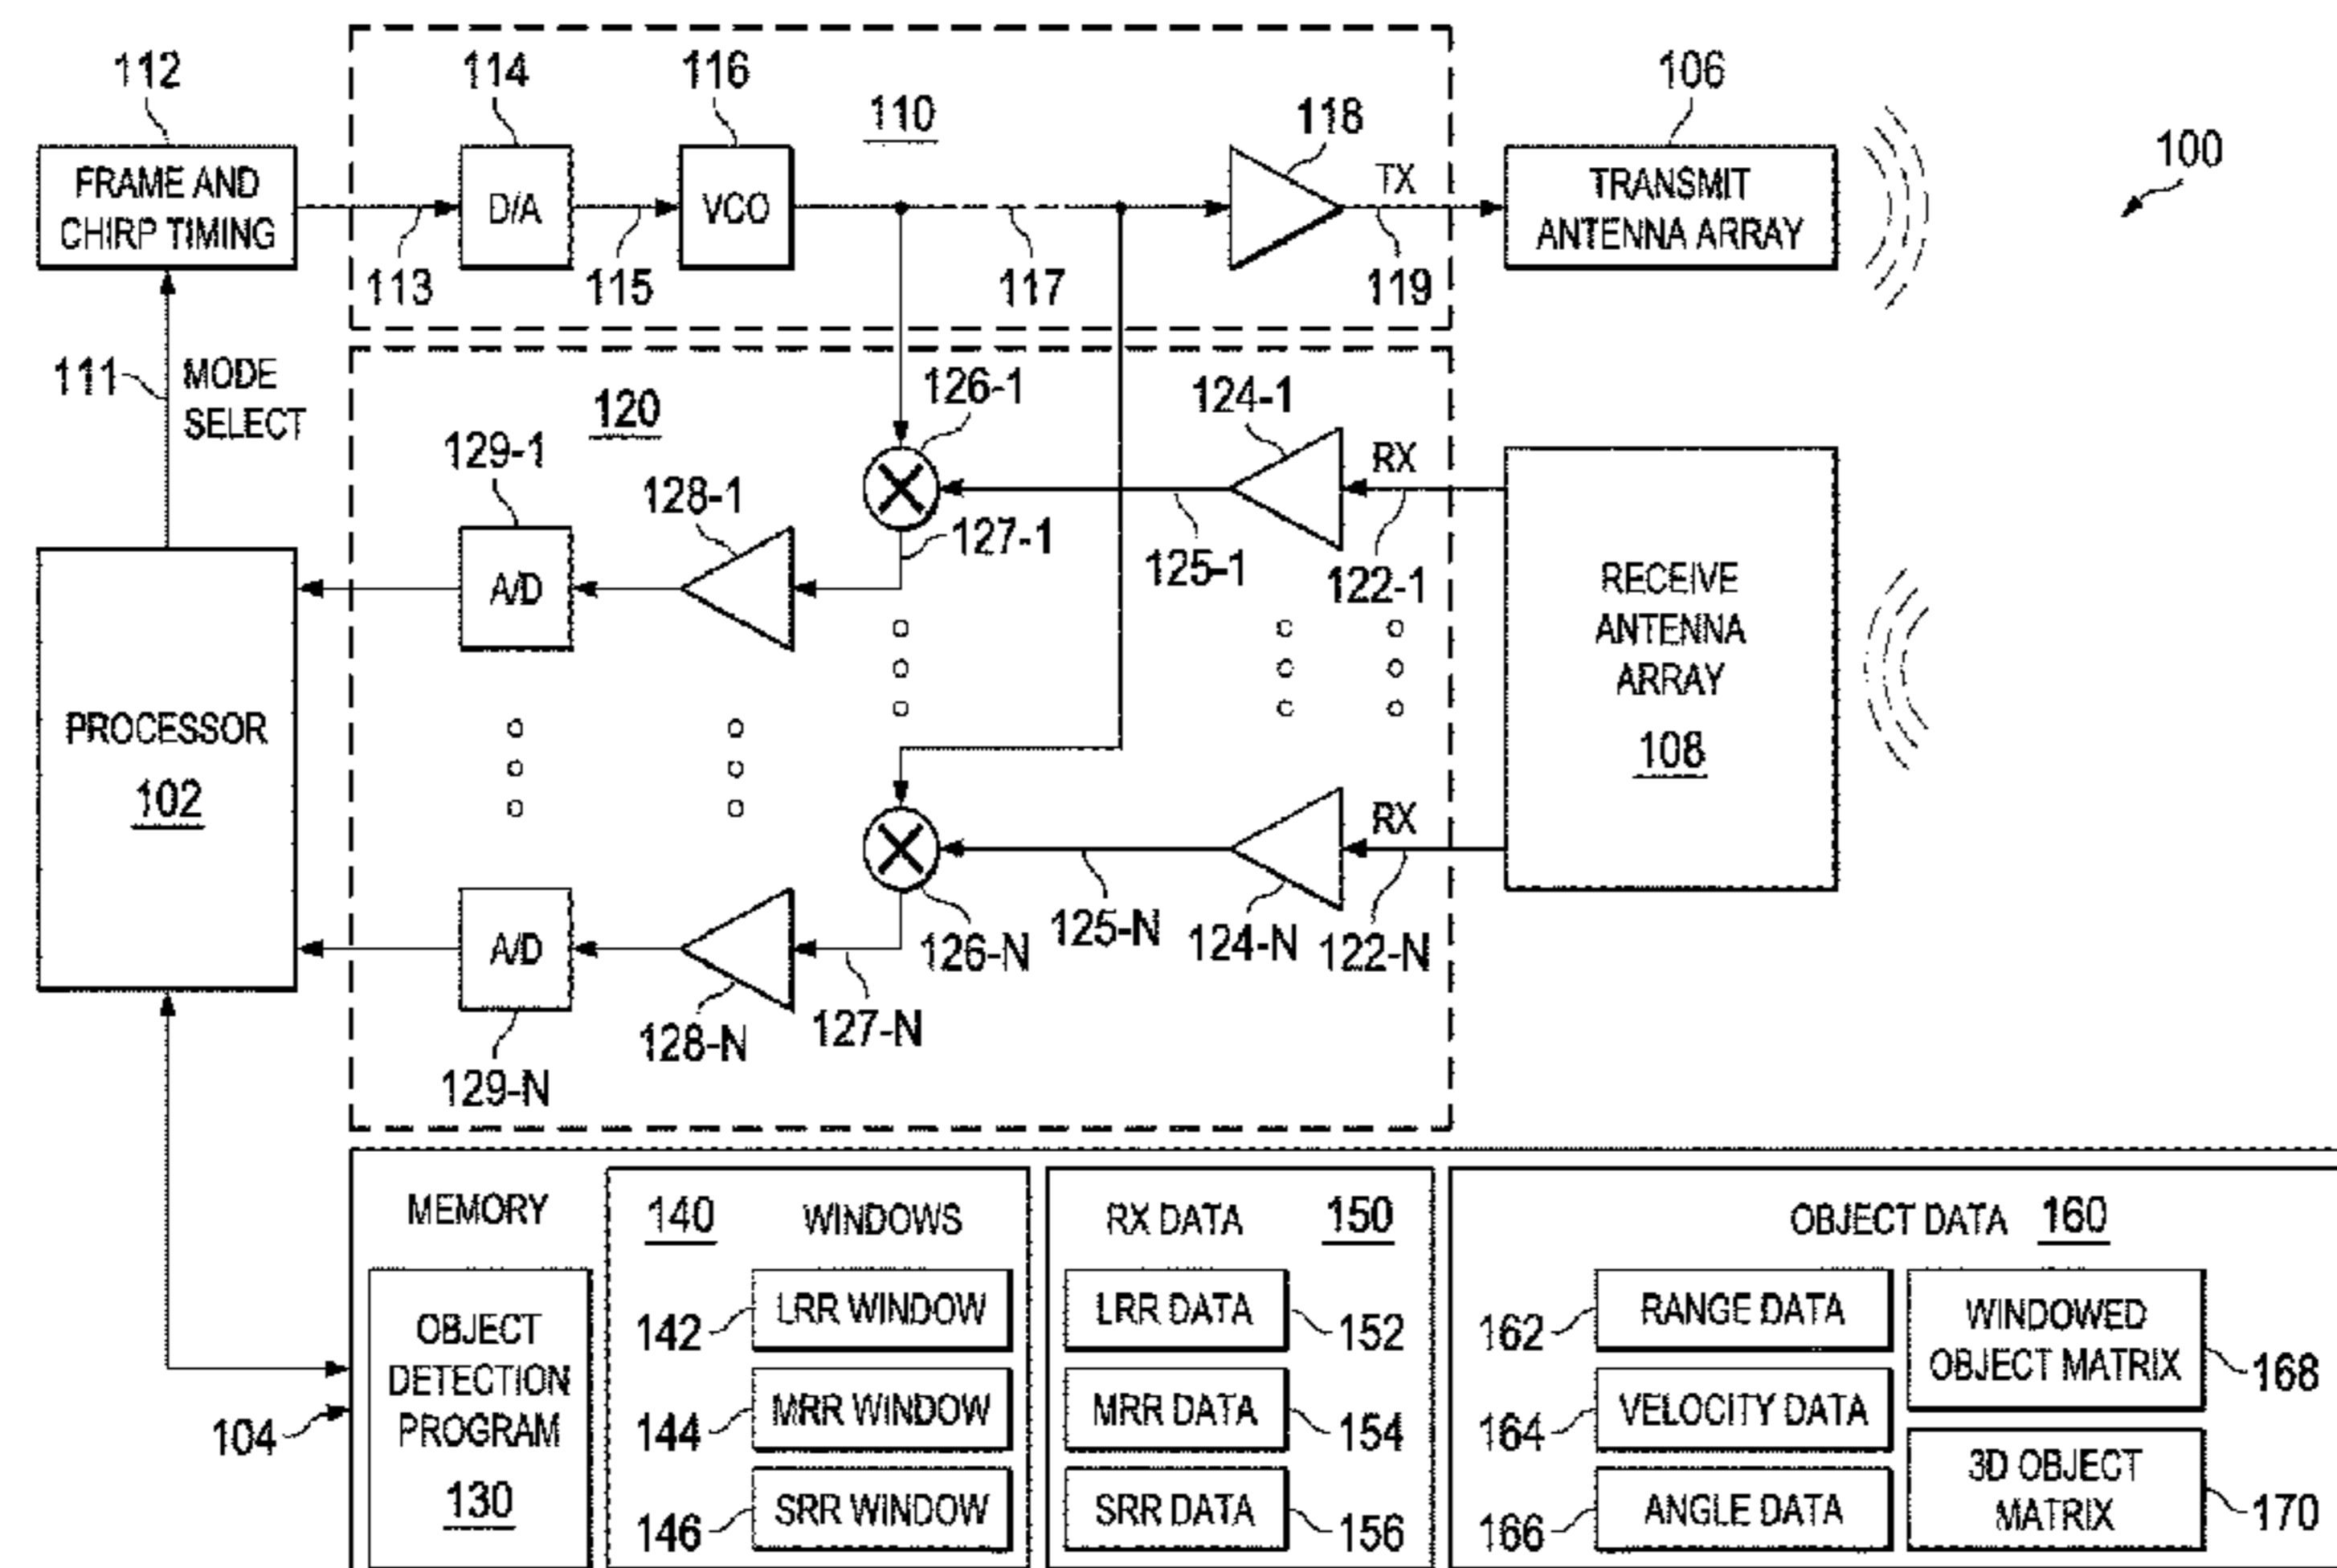 112
114
116
110
118
106
100
FRAME AND
CHIRP TIMING
D/A
VCO
TX
TRANSMIT
ANTENNA ARRAY
113
115
117
119
111
MODE
SELECT
120
126-1
124-1
129-1
128-1
RX
127-1
125-1
122-1
A/D
PROCESSOR
102
RECEIVE
ANTENNA
ARRAY
108
RX
A/D
126-N
125-N
124-N
122-N
128-N
127-N
129-N
MEMORY
140
WINDOWS
RX DATA
150
OBJECT DATA
160
OBJECT
DETECTION
PROGRAM
130
104
142
LRR WINDOW
144
MRR WINDOW
146
SRR WINDOW
LRR DATA
152
MRR DATA
154
SRR DATA
156
162
RANGE DATA
164
VELOCITY DATA
166
ANGLE DATA
WINDOWED
OBJECT MATRIX
168
3D OBJECT
MATRIX
170